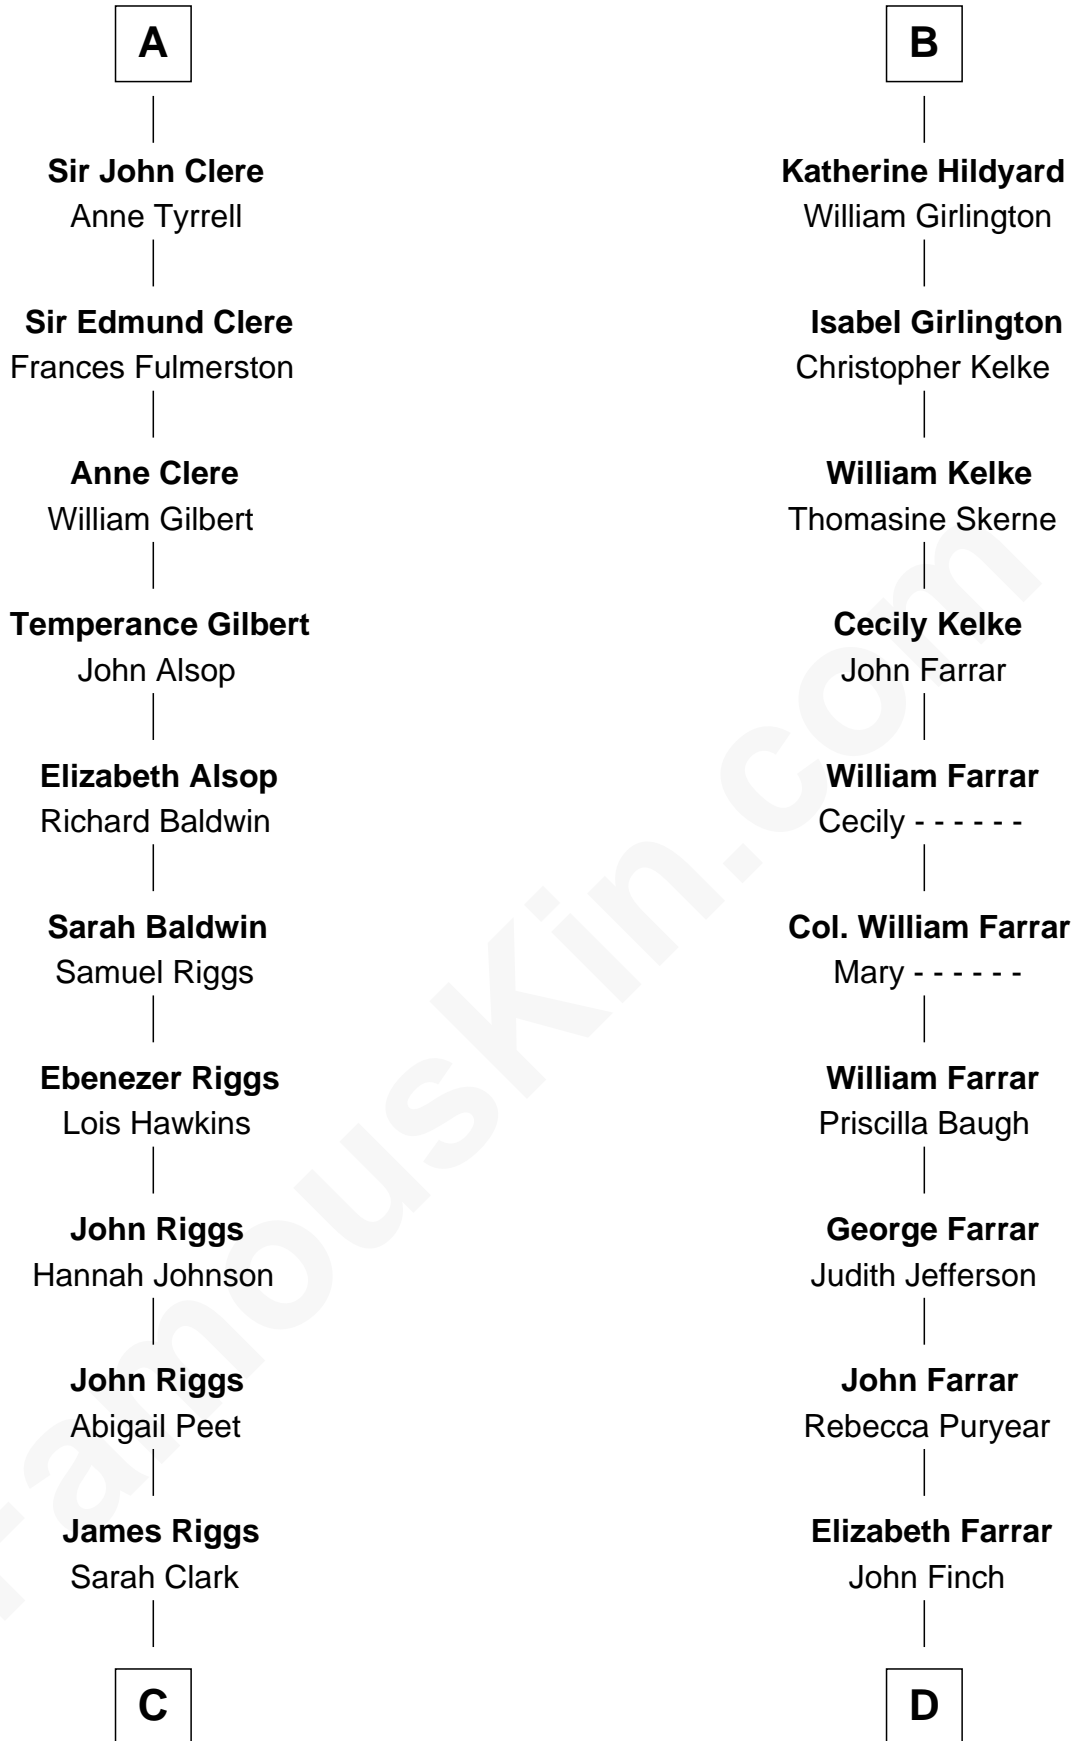 A
Sir John Clere
Anne Tyrrell
Sir Edmund Clere
Frances Fulmerston
Anne Clere
William Gilbert
Temperance Gilbert
John Alsop
Elizabeth Alsop
Richard Baldwin
Sarah Baldwin
Samuel Riggs
Ebenezer Riggs
Lois Hawkins
John Riggs
Hannah Johnson
John Riggs
Abigail Peet
James Riggs
Sarah Clark
C
B
Katherine Hildyard
William Girlington
Isabel Girlington
Christopher Kelke
William Kelke
Thomasine Skerne
Cecily Kelke
John Farrar
William Farrar
Cecily - - - - - -
Col. William Farrar
Mary - - - - - -
William Farrar
Priscilla Baugh
George Farrar
Judith Jefferson
John Farrar
Rebecca Puryear
Elizabeth Farrar
John Finch
D
FamousKin.com